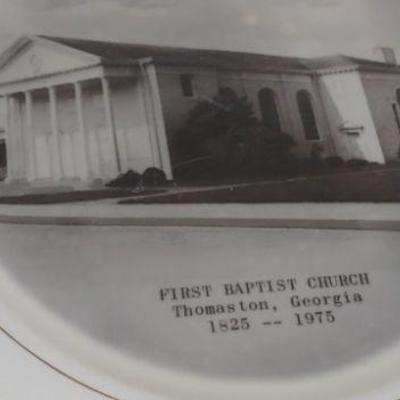 FIRST BAPTIST CHURCH
Thomaston, Georgia
1825 -- 1975